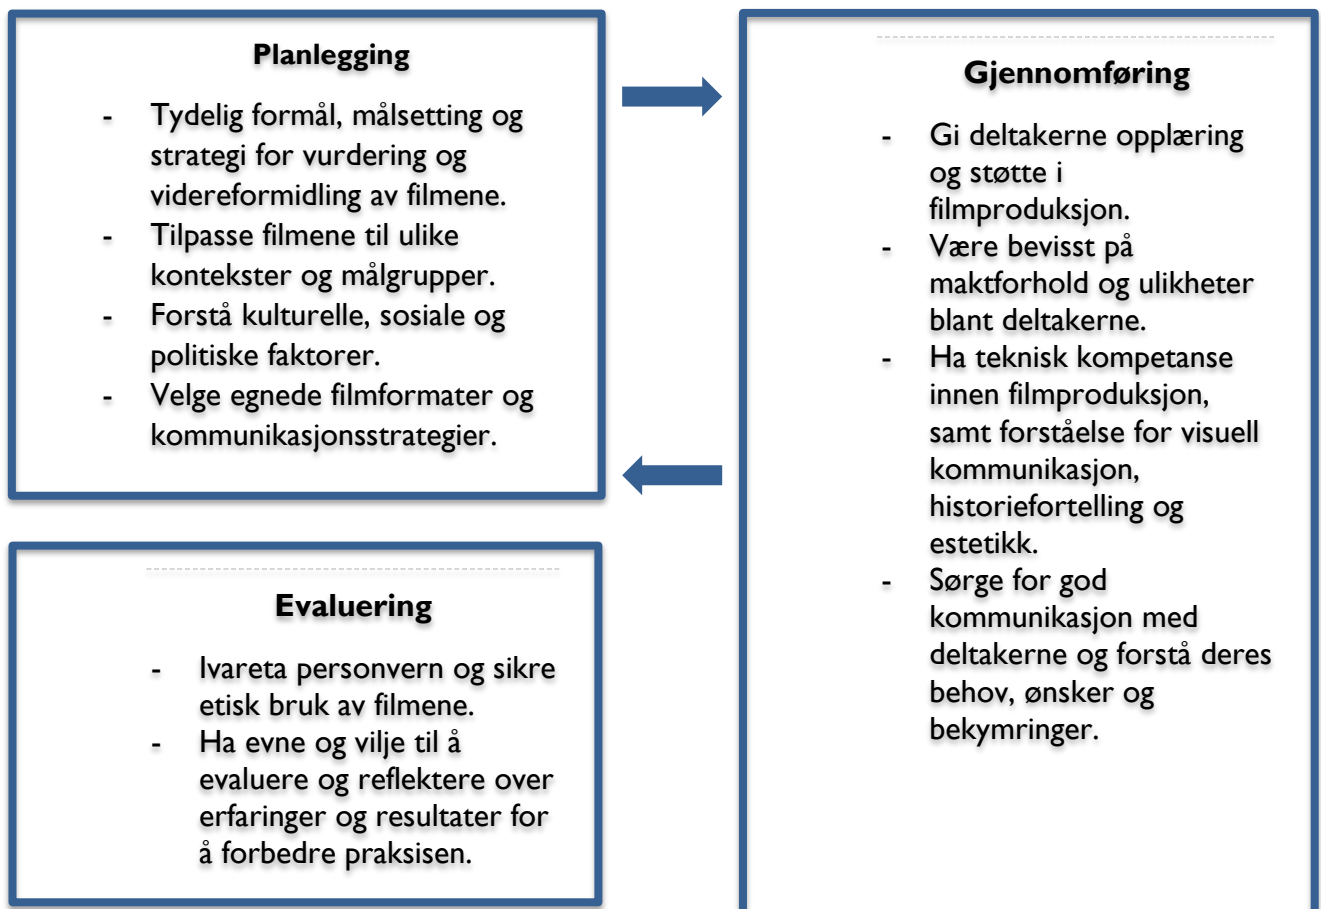 Planlegging
- Tydelig formål, målsetting og
strategi for vurdering og
videreformidling av filmene.
- Tilpasse filmene til ulike
kontekster og målgrupper.
- Forstå kulturelle, sosiale og
politiske faktorer.
- Velge egnede filmformater og
kommunikasjonsstrategier.
Gjennomføring
- Gi deltakerne opplæring
og støtte i
filmproduksjon.
- Være bevisst på
maktforhold og ulikheter
blant deltakerne.
- Ha teknisk kompetanse
innen filmproduksjon,
samt forståelse for visuell
kommunikasjon,
historiefortelling og
estetikk.
- Sørge for god
kommunikasjon med
deltakerne og forstå deres
behov, ønsker og
bekymringer.
Evaluering
- Ivareta personvern og sikre
etisk bruk av filmene.
- Ha evne og vilje til å
evaluere og reflektere over
erfaringer og resultater for
å forbedre praksisen.